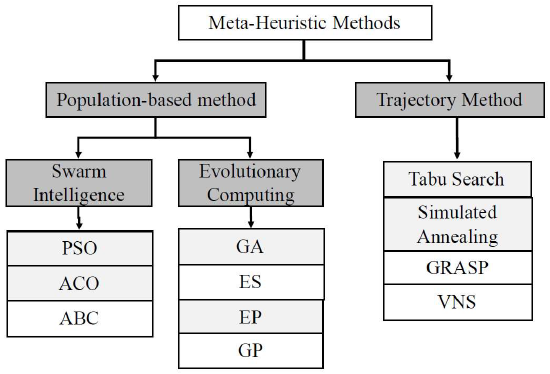 Meta-Heuristic Methods
Population-based method
Trajectory Method
Swarm
Intelligence
Evolutionary
Computing
Tabu Search
Simulated
Annealing
GRASP
VNS
PSO
ACO
ABC
GA
ES
EP
GP